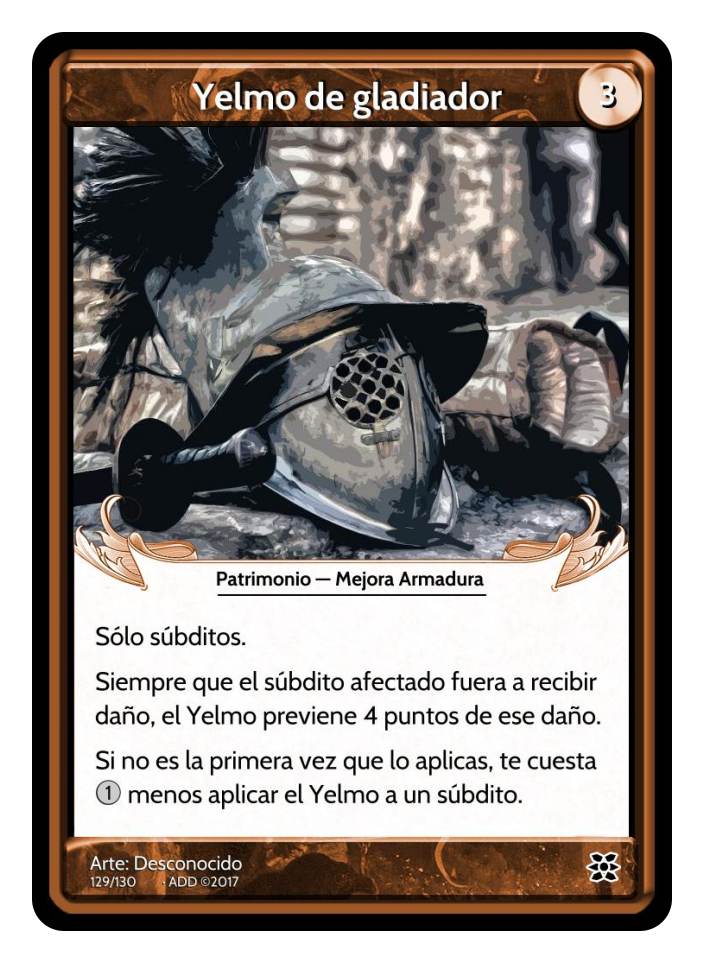 Yelmo de gladiador
3
Patrimonio — Mejora Armadura
Sólo súbditos.
Siempre que el súbdito afectado fuera a recibir
daño, el Yelmo previene 4 puntos de ese daño.
Si no es la primera vez que lo aplicas, te cuesta
1 menos aplicar el Yelmo a un súbdito.
Arte: Desconocido
129/130 · ADD ©2017